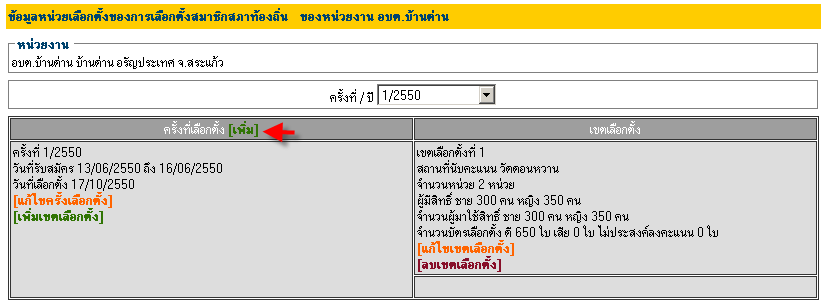 ข้อมูลหน่วยเลือกตั้งของการเลือกตั้งสมาชิกสภาท้องถิ่น ของหน่วยงาน อบต.บ้านด่าน
หน่วยงาน
อบต.บ้านด่าน บ้านด่าน อรัญประเทศ จ.สระแก้ว
ครั้งที่ / ปี 1/2550
ครั้งที่เลือกตั้ง [เพิ่ม]
เขตเลือกตั้ง
ครั้งที่ 1/2550
วันที่รับสมัคร 13/06/2550 ถึง 16/06/2550
วันที่เลือกตั้ง 17/10/2550
[แก้ไขครั้งเลือกตั้ง]
[เพิ่มเขตเลือกตั้ง]
เขตเลือกตั้งที่ 1
สถานที่นับคะแนน วัดดอนหวาน
จำนวนหน่วย 2 หน่วย
ผู้มีสิทธิ์ ชาย 300 คน หญิง 350 คน
จำนวนผู้มาใช้สิทธิ์ ชาย 300 คน หญิง 350 คน
จำนวนบัตรเลือกตั้ง ดี 650 ใบ เสีย 0 ใบ ไม่ประสงค์ลงคะแนน 0 ใบ
[แก้ไขเขตเลือกตั้ง]
[ลบเขตเลือกตั้ง]